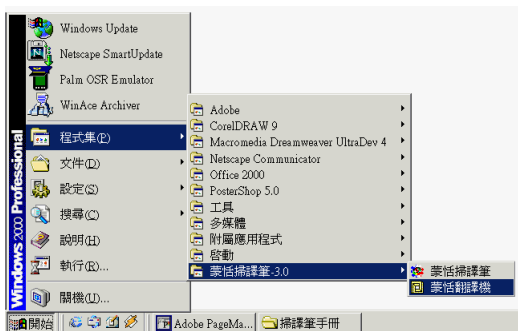 Windows Update
Netscape SmartUpdate
Palm OSR Emulator
WinAce Archiver
程式集(P)
文件(D)
設定(S)
搜尋(C)
說明(H)
執行(R)...
關機(U)...
Windows 2000 Professional
Adobe
CorelDRAW 9
Macromedia Dreamweaver UltraDev 4
Netscape Communicator
Office 2000
PosterShop 5.0
工具
多媒體
附屬應用程式
啟動
蒙恬掃譯筆-3.0
蒙恬掃譯筆
蒙恬翻譯機
開始
Adobe PageMa...
掃譯筆手冊